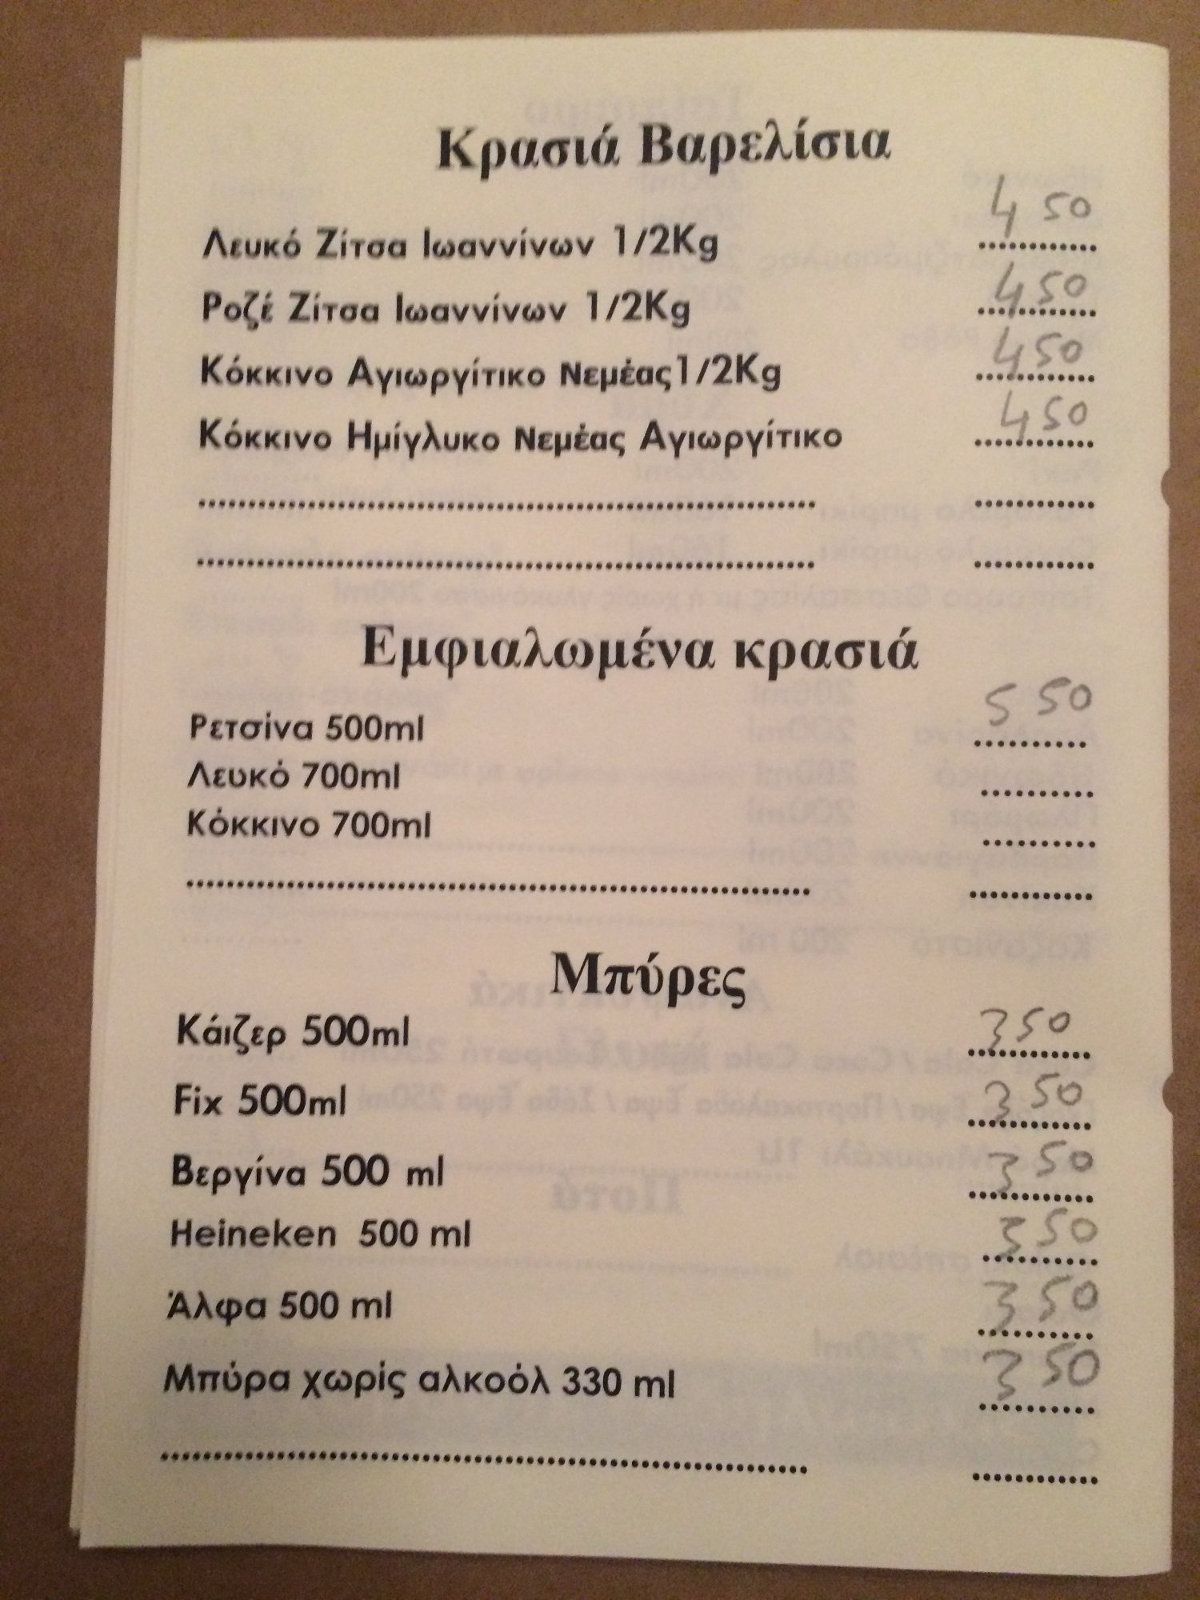 Κρασιά Βαρελίσια
Λευκό Ζίτσα Ιωαννίνων 1/2Kg 4 50
Ροζέ Ζίτσα Ιωαννίνων 1/2Kg 4 50
Κόκκινο Αγιωργίτικο Νεμέας1/2Kg 4 50
Κόκκινο Ημίγλυκο Νεμέας Αγιωργίτικο 4 50
Εμφιαλωμένα κρασιά
Ρετσίνα 500ml 5 50
Λευκό 700ml
Κόκκινο 700ml
Μπύρες
Κάιζερ 500ml 3 50
Fix 500ml 3 50
Βεργίνα 500 ml 3 50
Heineken 500 ml 3 50
Άλφα 500 ml 3 50
Μπύρα χωρίς αλκοόλ 330 ml 3 50